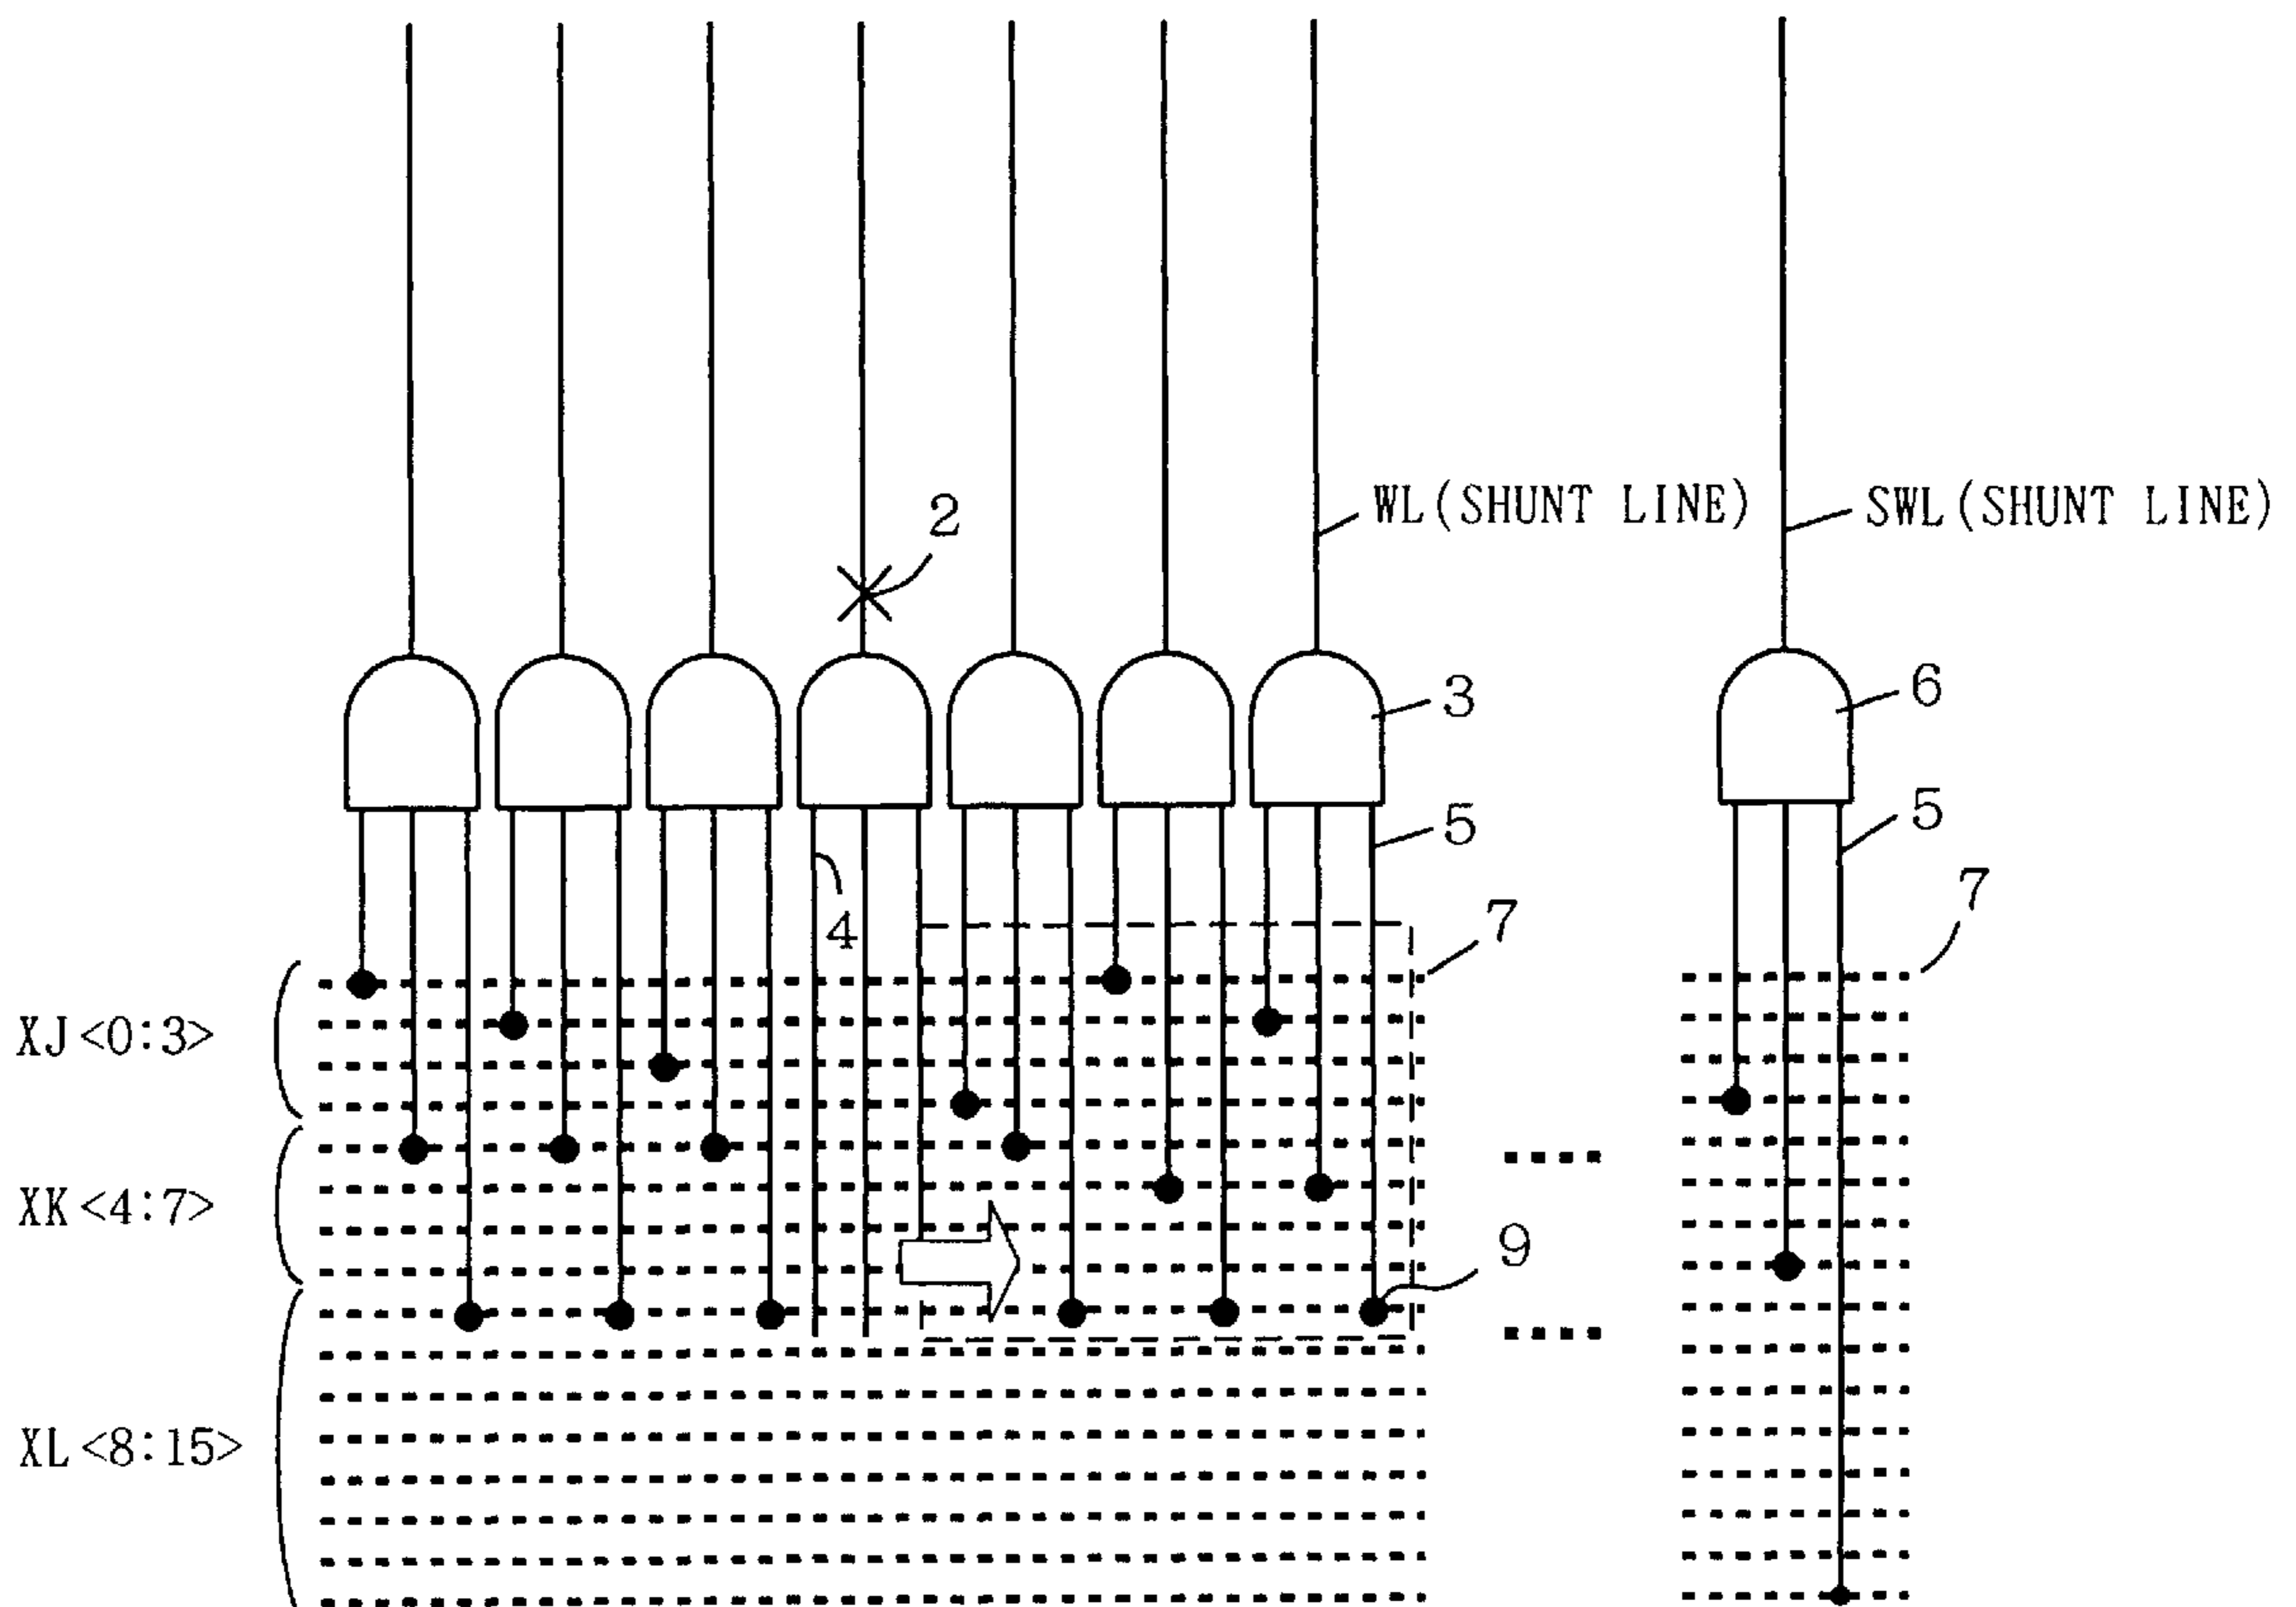 2
WL(SHUNT LINE)
SWL(SHUNT LINE)
3
6
5
5
4
7
7
XJ<0:3>
XK<4:7>
9
XL<8:15>